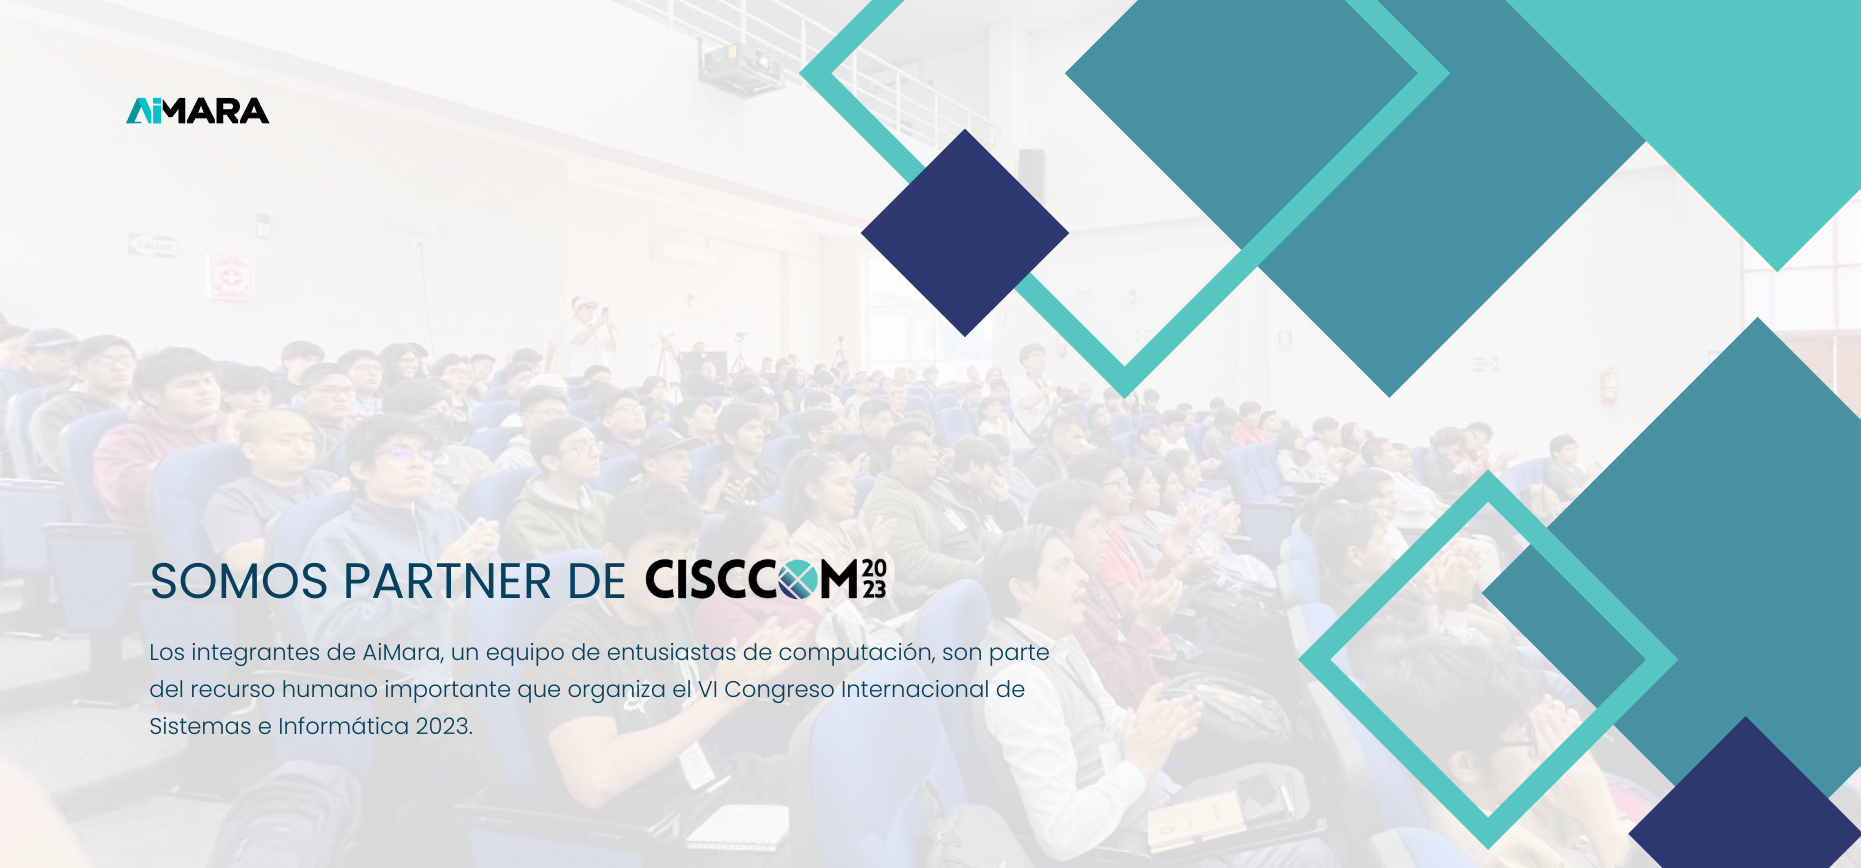 AiMARA
SALIDA
SOMOS PARTNER DE CISCCOM 2023
Los integrantes de AiMara, un equipo de entusiastas de computación, son parte
del recurso humano importante que organiza el VI Congreso Internacional de
Sistemas e Informática 2023.